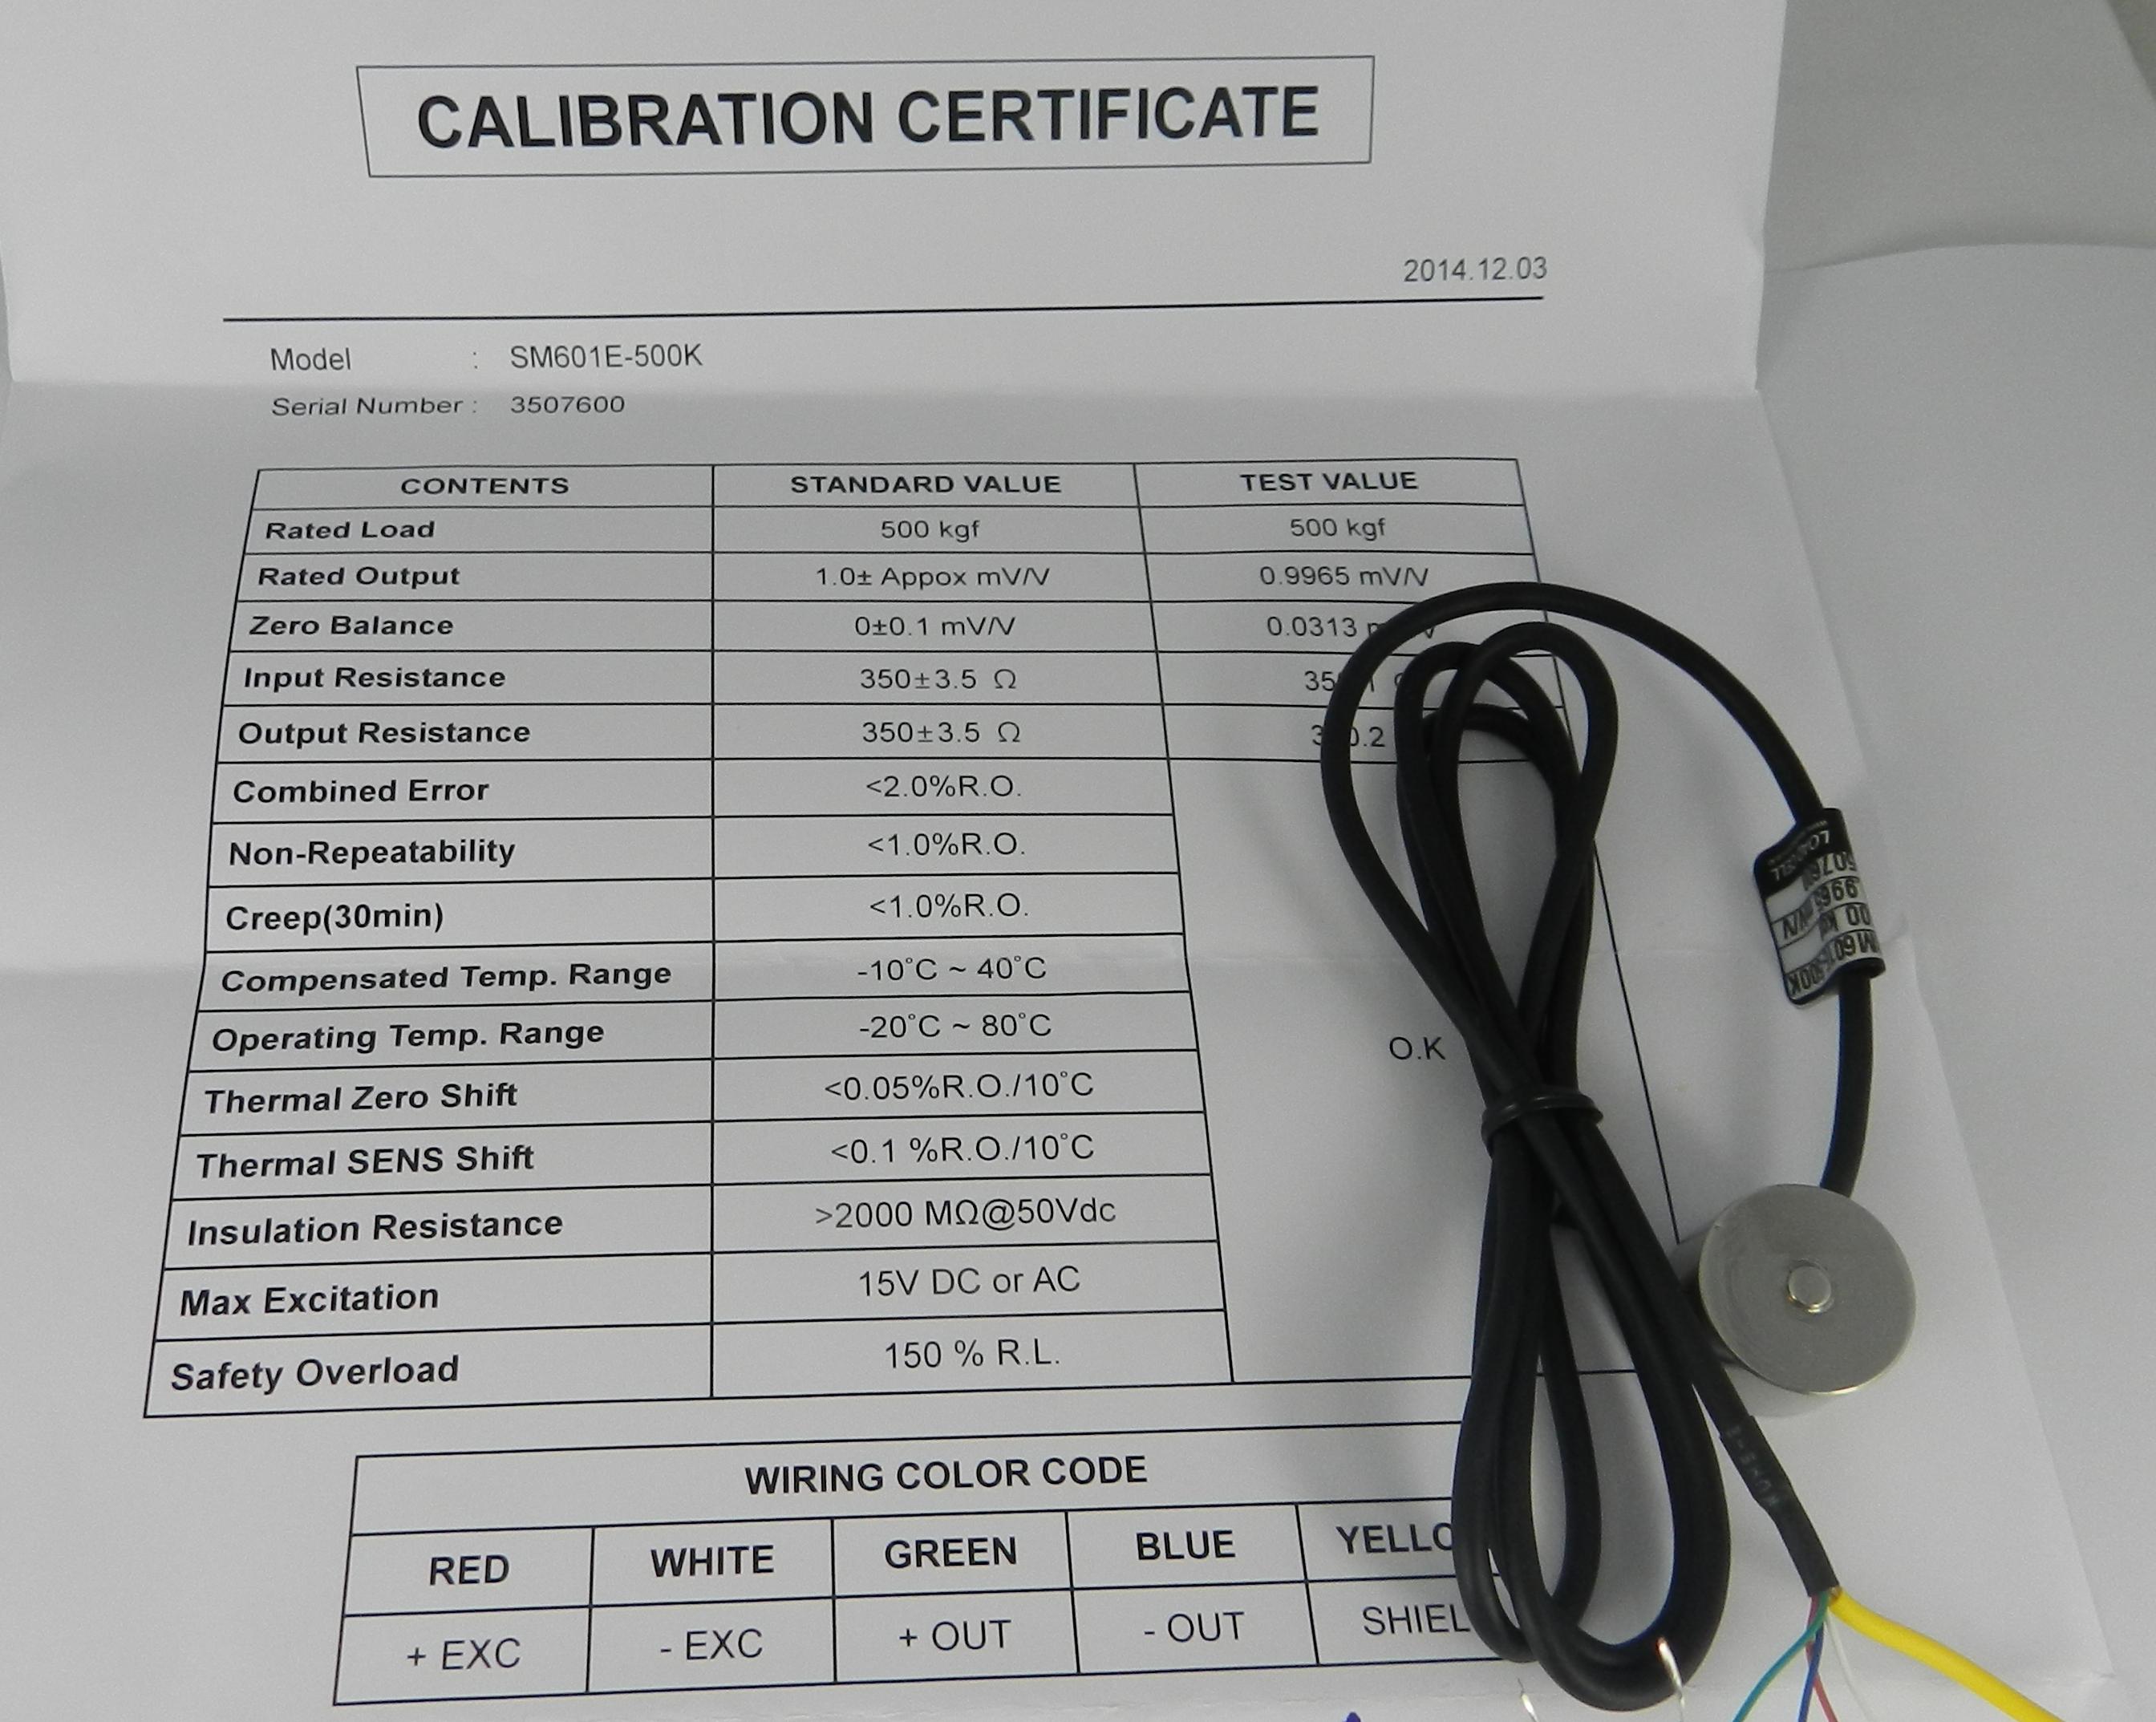 CALIBRATION CERTIFICATE
2014.12.03
Model : SM601E-500K
Serial Number : 3507600
CONTENTS STANDARD VALUE TEST VALUE
Rated Load 500 kgf 500 kgf
Rated Output 1.0± Appox mV/V 0.9965 mV/V
Zero Balance 0±0.1 mV/V 0.0313
Input Resistance 350±3.5 Ω
Output Resistance 350±3.5 Ω
Combined Error <2.0%R.O.
Non-Repeatability <1.0%R.O.
Creep(30min) <1.0%R.O.
Compensated Temp. Range -10°C ~ 40°C
Operating Temp. Range -20°C ~ 80°C O.K
Thermal Zero Shift <0.05%R.O./10°C
Thermal SENS Shift <0.1 %R.O./10°C
Insulation Resistance >2000 MΩ@50Vdc
Max Excitation 15V DC or AC
Safety Overload 150 % R.L.
WIRING COLOR CODE
RED WHITE GREEN BLUE YELLO
+ EXC - EXC + OUT - OUT SHIEL